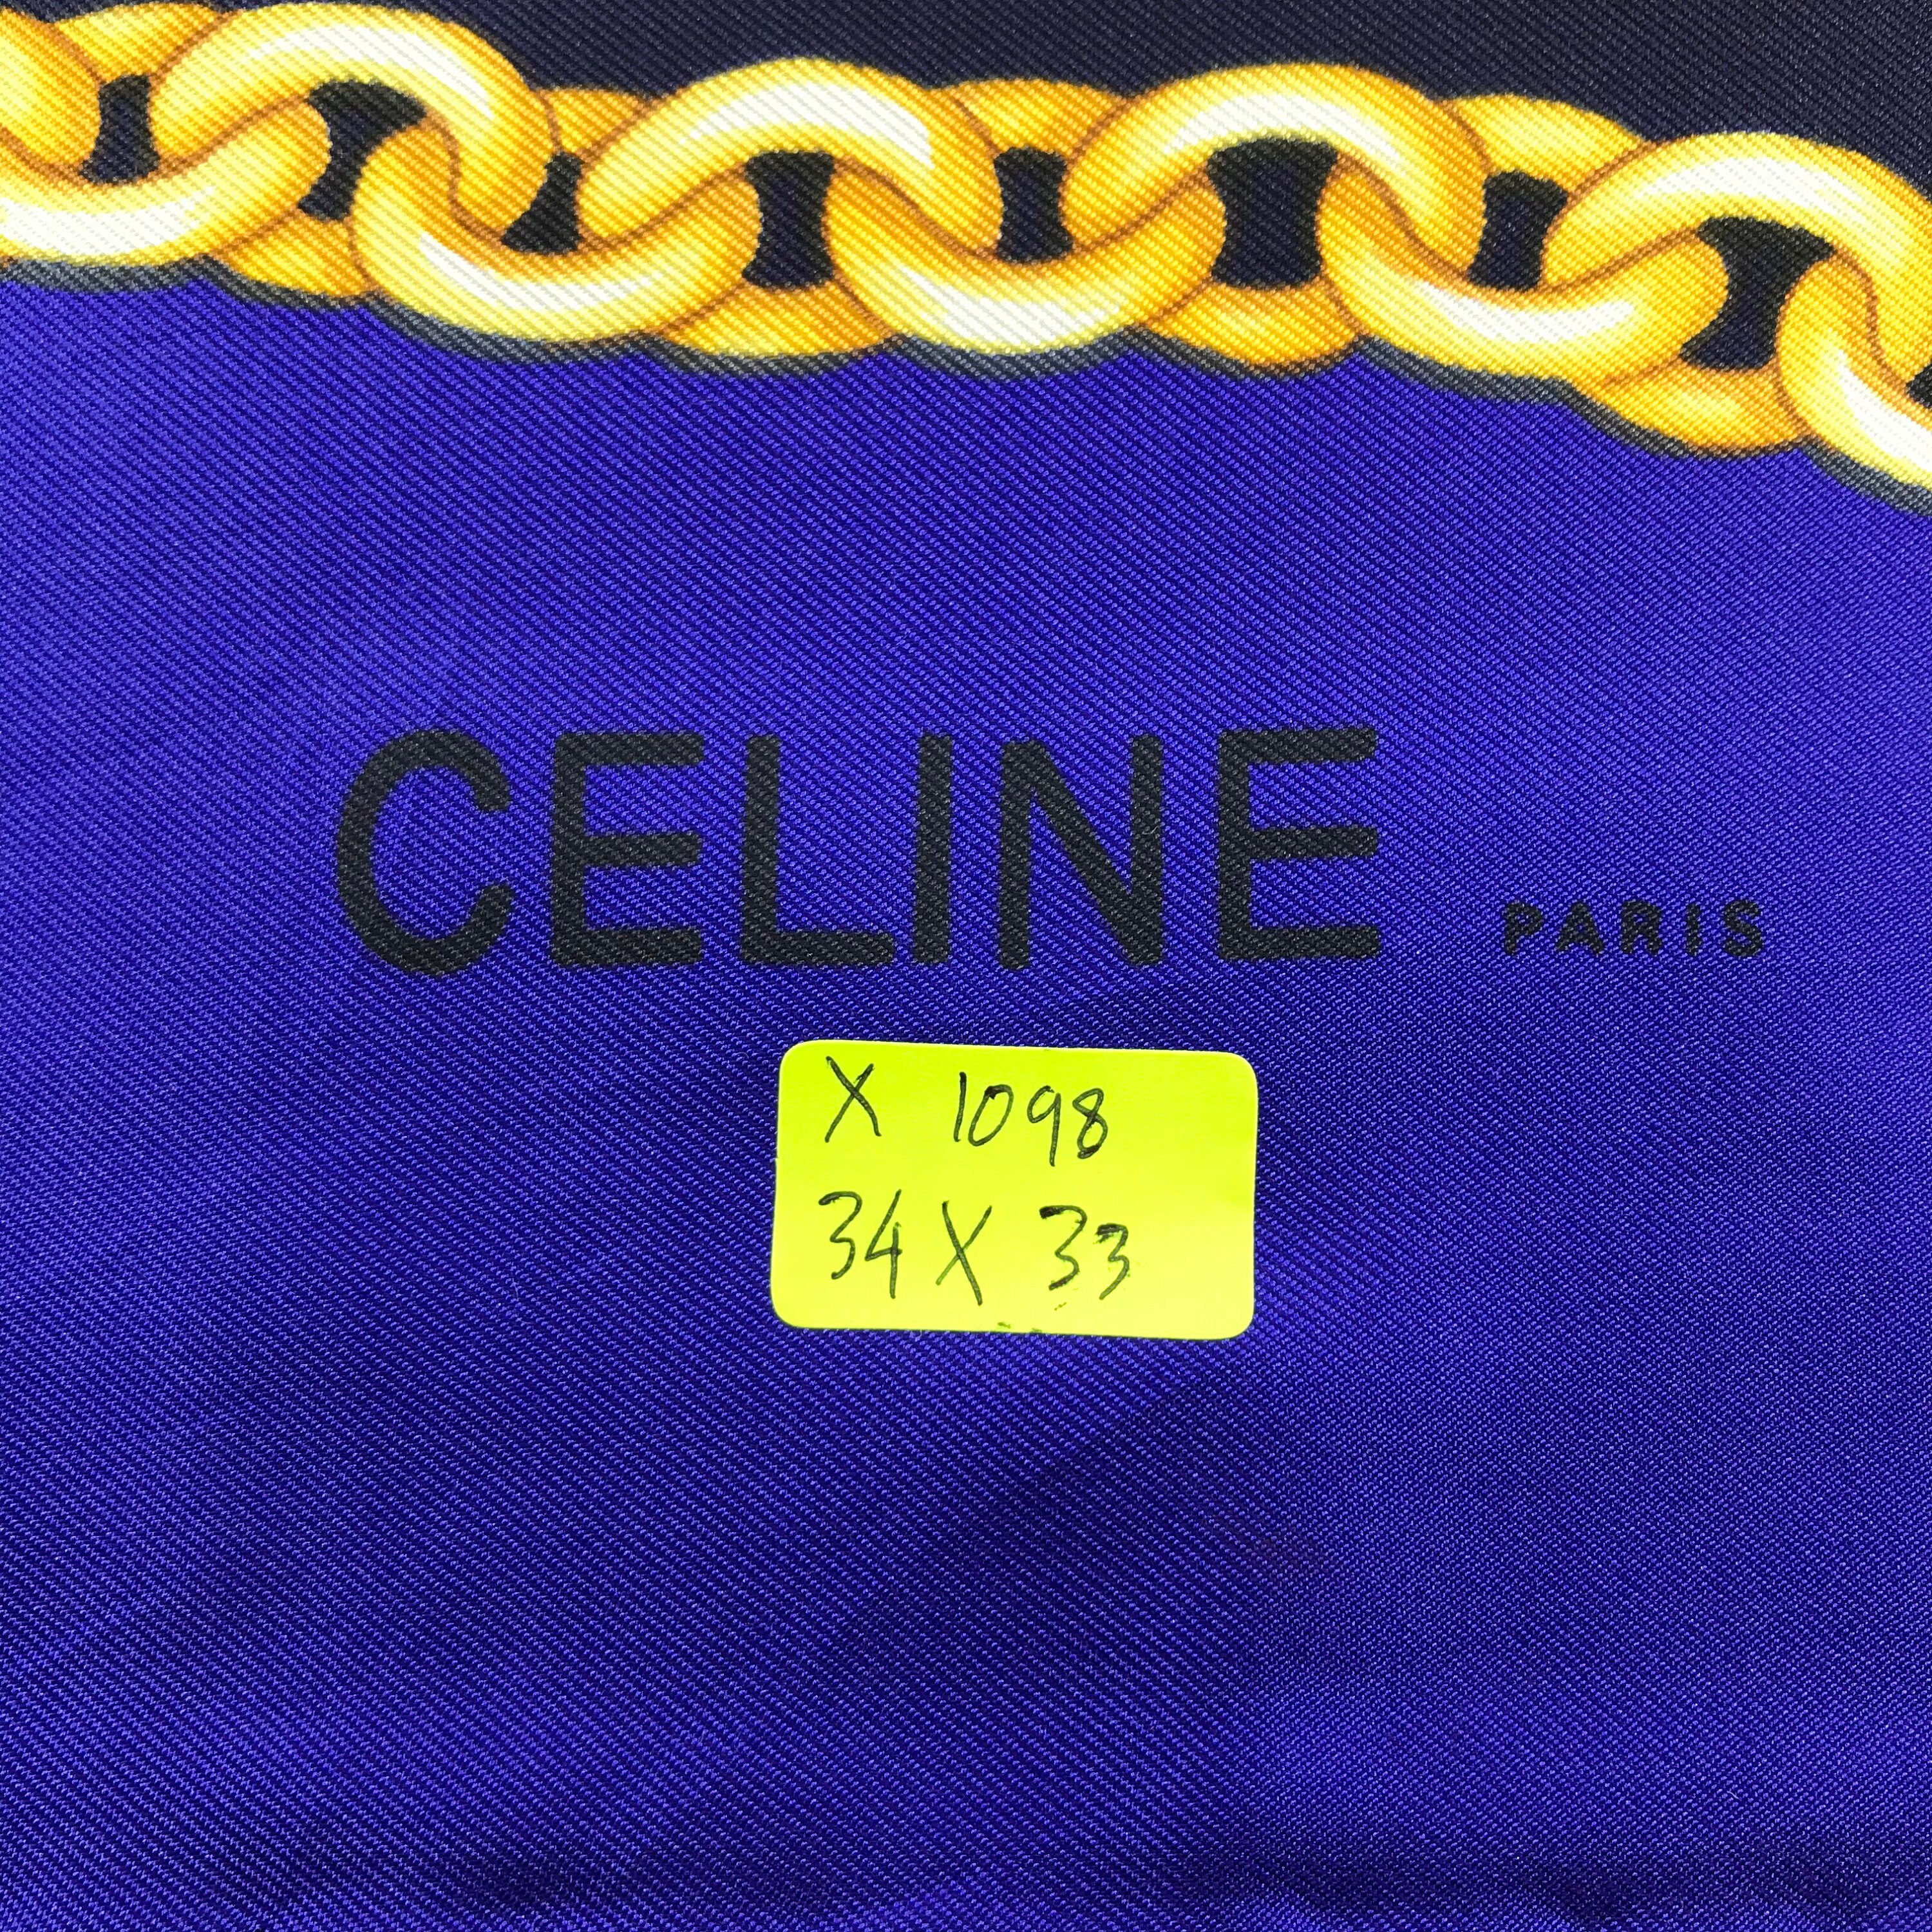 CELINE PARIS
X 1098
34 X 33